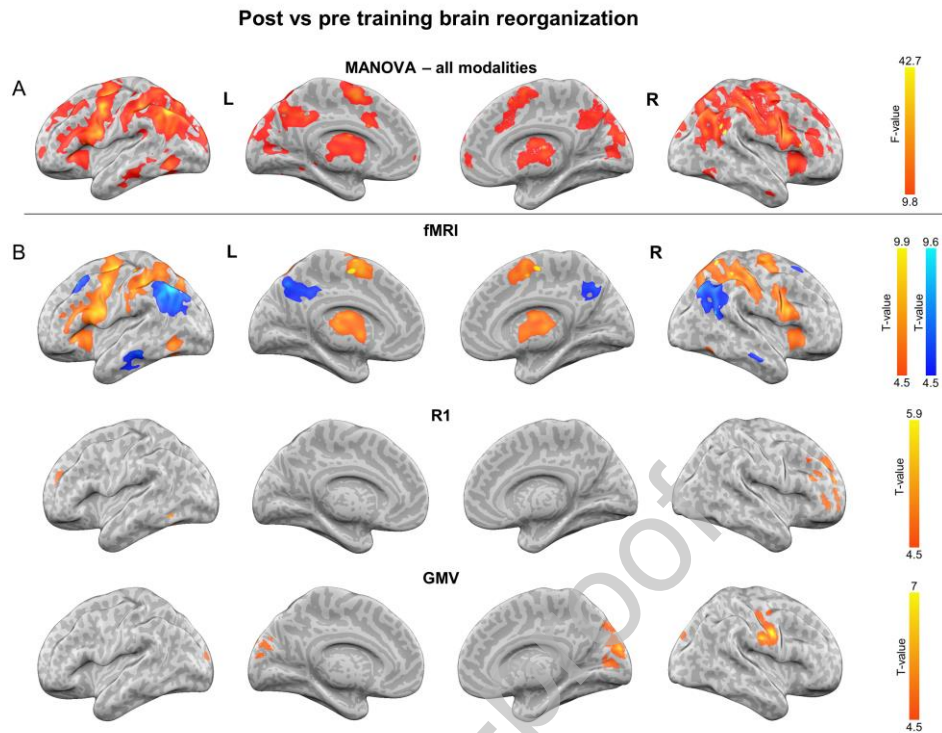 Post vs pre training brain reorganization
MANOVA – all modalities
A
L
R
42.7
F-value
9.8
fMRI
B
L
R
9.9
9.6
T-value
T-value
4.5
4.5
R1
5.9
T-value
4.5
GMV
7
T-value
4.5